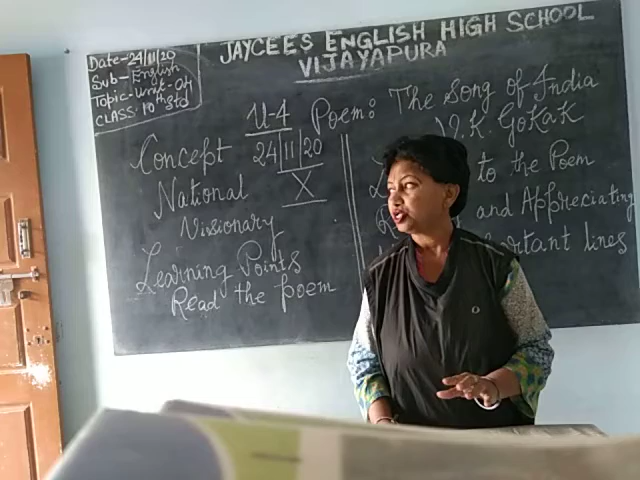 JAYCEES ENGLISH HIGH SCHOOL
VIJAYAPURA
Date-24/11/20
Sub-English
Topic-Unit-04
CLASS-10th Std
U-4 Poem: The Song of India
V.K. GoKaK
Concept 24/11/20
National X
Visionary
Learning Points
Read the poem
to the Poem
and Appreciating
lines